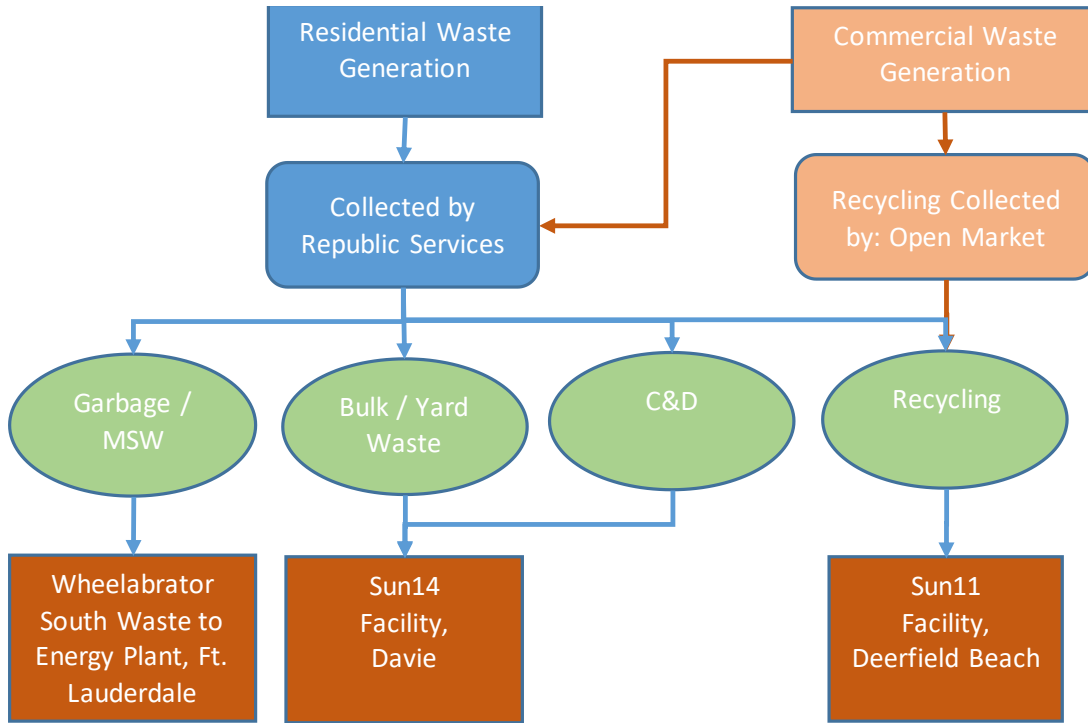 Residential Waste
Generation
Commercial Waste
Generation
Collected by
Republic Services
Recycling Collected
by: Open Market
Garbage /
MSW
Bulk / Yard
Waste
C&D
Recycling
Wheelabrator
South Waste to
Energy Plant, Ft.
Lauderdale
Sun14
Facility,
Davie
Sun11
Facility,
Deerfield Beach